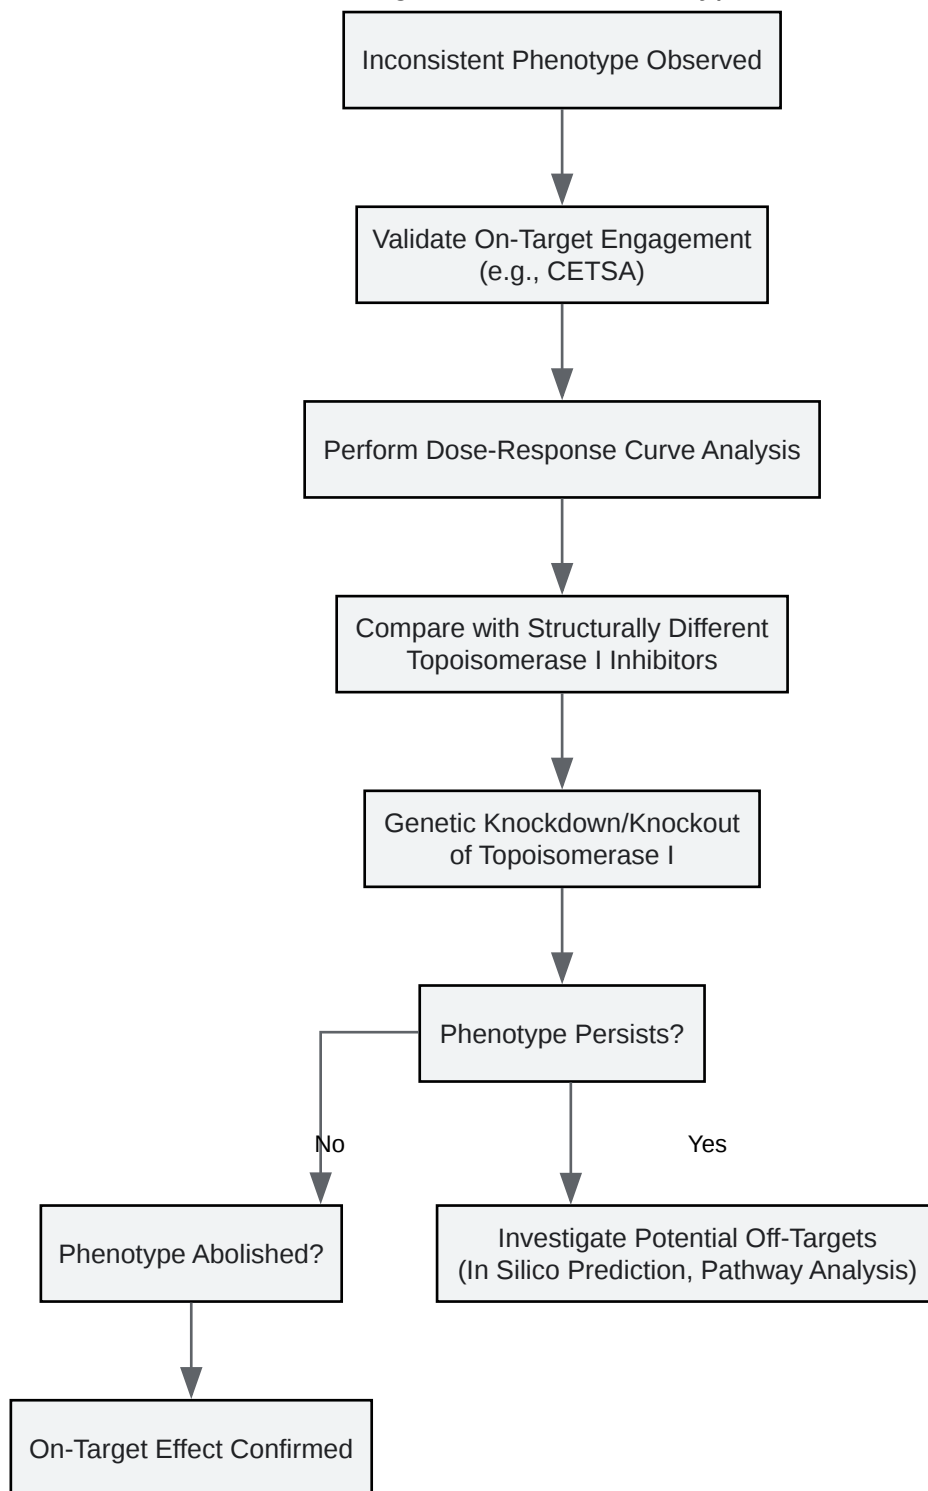 Inconsistent Phenotype Observed
Validate On-Target Engagement
(e.g., CETSA)
Perform Dose-Response Curve Analysis
Compare with Structurally Different
Topoisomerase I Inhibitors
Genetic Knockdown/Knockout
of Topoisomerase I
Phenotype Persists?
No
Yes
Phenotype Abolished?
Investigate Potential Off-Targets
(In Silico Prediction, Pathway Analysis)
On-Target Effect Confirmed